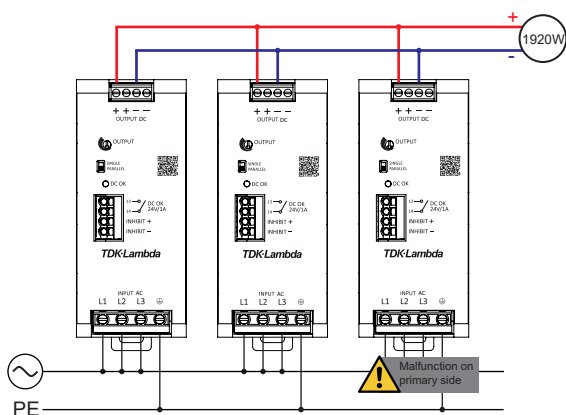 +
1920W
-
+ + − −
OUTPUT DC
OUTPUT
SINGLE
PARALLEL
DC OK
13
14
DC OK
24V/1A
INHIBIT +
INHIBIT −
TDK·Lambda
INPUT AC
L1 L2 L3
+ + − −
OUTPUT DC
OUTPUT
SINGLE
PARALLEL
DC OK
13
14
DC OK
24V/1A
INHIBIT +
INHIBIT −
TDK·Lambda
INPUT AC
L1 L2 L3
+ + − −
OUTPUT DC
OUTPUT
SINGLE
PARALLEL
DC OK
13
14
DC OK
24V/1A
INHIBIT +
INHIBIT −
TDK·Lambda
INPUT AC
L1 L2 L3
Malfunction on
primary side
PE